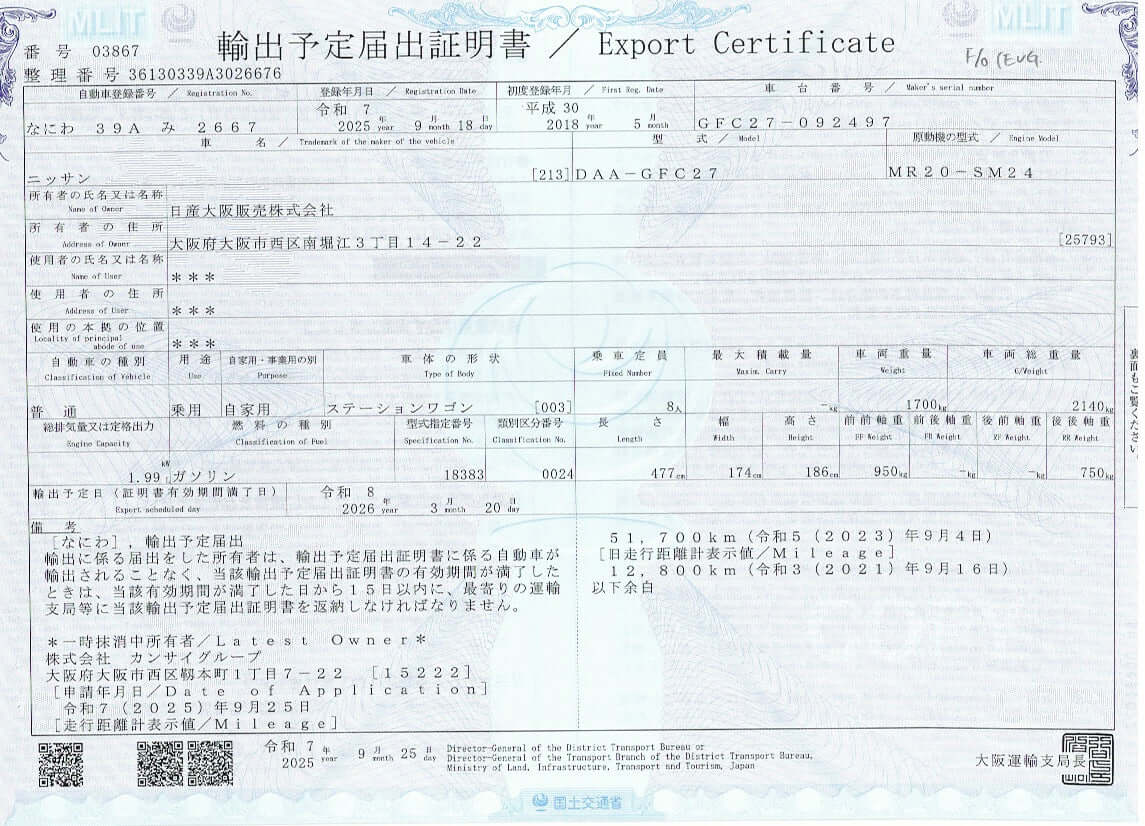 MLIT
MLIT
番 号 03867
輸出予定届出証明書 ／ Export Certificate
整理番号 36130339A3026676
自動車登録番号 ／ Registration No.
登録年月日 ／ Registration Date
初度登録年月 ／ First Reg. Date
車 台 番 号 ／ Maker's serial number
なにわ 39A み 2667
令和 7
2025 年 year 9 月 month 18 日 day
平成 30
2018 年 year 5 月 month
GFC27-092497
車 名 ／ Trademark of the maker of the vehicle
型 式 ／ Model
原動機の型式 ／ Engine Model
ニッサン [213]
DAA-GFC27
MR20-SM24
所有者の氏名又は名称
Name of Owner
日産大阪販売株式会社
所有者の住所
Address of Owner
大阪府大阪市西区南堀江3丁目14-22 [25793]
使用者の氏名又は名称
Name of User
＊＊＊
使用者の住所
Address of User
＊＊＊
使用の本拠の位置
Locality of principal abode of use
＊＊＊
自動車の種別
Classification of Vehicle
用途
Use
自家用・事業用の別
Purpose
車体の形状
Type of Body
乗車定員
Fixed Number
最大積載量
Maxim. Carry
車両重量
Weight
車両総重量
G/Weight
普 通
乗用
自家用
ステーションワゴン [003]
8人
-kg
1700kg
2140kg
総排気量又は定格出力
Engine Capacity
燃料の種別
Classification of Fuel
型式指定番号
Specification No.
類別区分番号
Classification No.
長 さ
Length
幅
Width
高さ
Height
前前軸重
FF Weight
前後軸重
FR Weight
後前軸重
RF Weight
後後軸重
RR Weight
kW
1.99 L
ガソリン
18383
0024
477cm
174cm
186cm
950kg
-kg
-kg
750kg
輸出予定日（証明書有効期間満了日）
Export scheduled day
令和 8
2026 年 year 3 月 month 20 日 day
備 考
[なにわ]，輸出予定届出
輸出に係る届出をした所有者は、輸出予定届出証明書に係る自動車が
輸出されることなく、当該輸出予定届出証明書の有効期間が満了した
ときは、当該有効期間が満了した日から15日以内に、最寄りの運輸
支局等に当該輸出予定届出証明書を返納しなければなりません。
＊一時抹消中所有者／Latest Owner＊
株式会社 カンサイグループ
大阪府大阪市西区靱本町1丁目7-22 [15222]
[申請年月日／Date of Application]
令和7（2025）年9月25日
[走行距離計表示値／Mileage]
51,700km（令和5（2023）年9月4日）
[旧走行距離計表示値／Mileage]
12,800km（令和3（2021）年9月16日）
以下余白
裏面もご覧ください
令和 7
2025 年 year 9 月 month 25 日 day
Director-General of the District Transport Bureau or
Director-General of the Transport Branch of the District Transport Bureau,
Ministry of Land, Infrastructure, Transport and Tourism, Japan
大阪運輸支局長
国土交通省